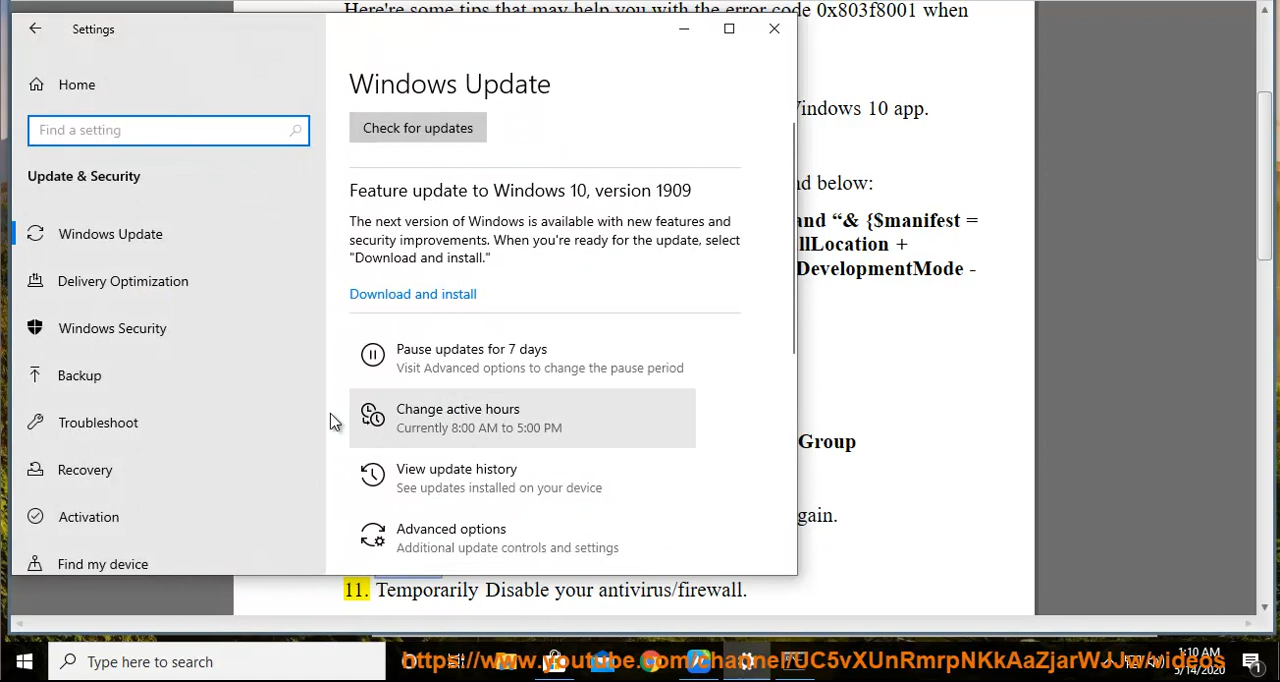 Here're some tips that may help you with the error code 0x803f8001 when
Settings
Home
Find a setting
Update & Security
Windows Update
Delivery Optimization
Windows Security
Backup
Troubleshoot
Recovery
Activation
Find my device
Windows Update
Check for updates
Feature update to Windows 10, version 1909
The next version of Windows is available with new features and
security improvements. When you're ready for the update, select
"Download and install."
Download and install
Pause updates for 7 days
Visit Advanced options to change the pause period
Change active hours
Currently 8:00 AM to 5:00 PM
View update history
See updates installed on your device
Advanced options
Additional update controls and settings
Windows 10 app.
nd below:
and “& {$manifest =
llLocation +
DevelopmentMode -
Group
gain.
11. Temporarily Disable your antivirus/firewall.
Type here to search
https://www.youtube.com/channel/UC5vXUnRmrpNKkAaZjarWJJw/videos
1:10 AM
5/14/2020
1